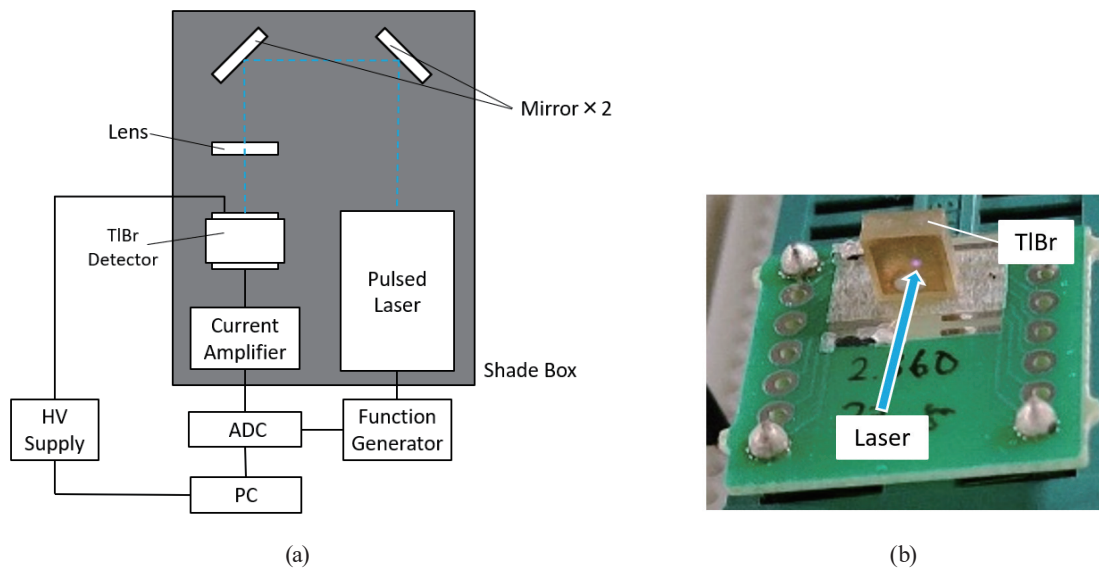 Mirror × 2
Lens
TlBr
Detector
Pulsed
Laser
Current
Amplifier
Shade Box
HV
Supply
ADC
Function
Generator
PC
(a)
TlBr
Laser
(b)